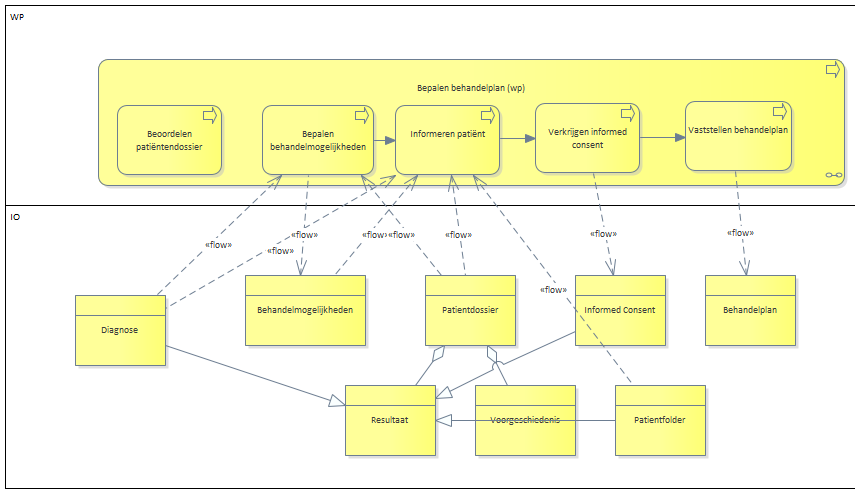 WP
Bepalen behandelplan (wp)
Beoordelen
patiëntendossier
Bepalen
behandelmogelijkheden
Informeren patiënt
Verkrijgen informed
consent
Vaststellen behandelplan
IO
«flow»
«flow»
«flow»
«flow»
«flow»
«flow»
«flow»
«flow»
«flow»
Diagnose
Behandelmogelijkheden
Patientdossier
Informed Consent
Behandelplan
Resultaat
Voorgeschiedenis
Patientfolder